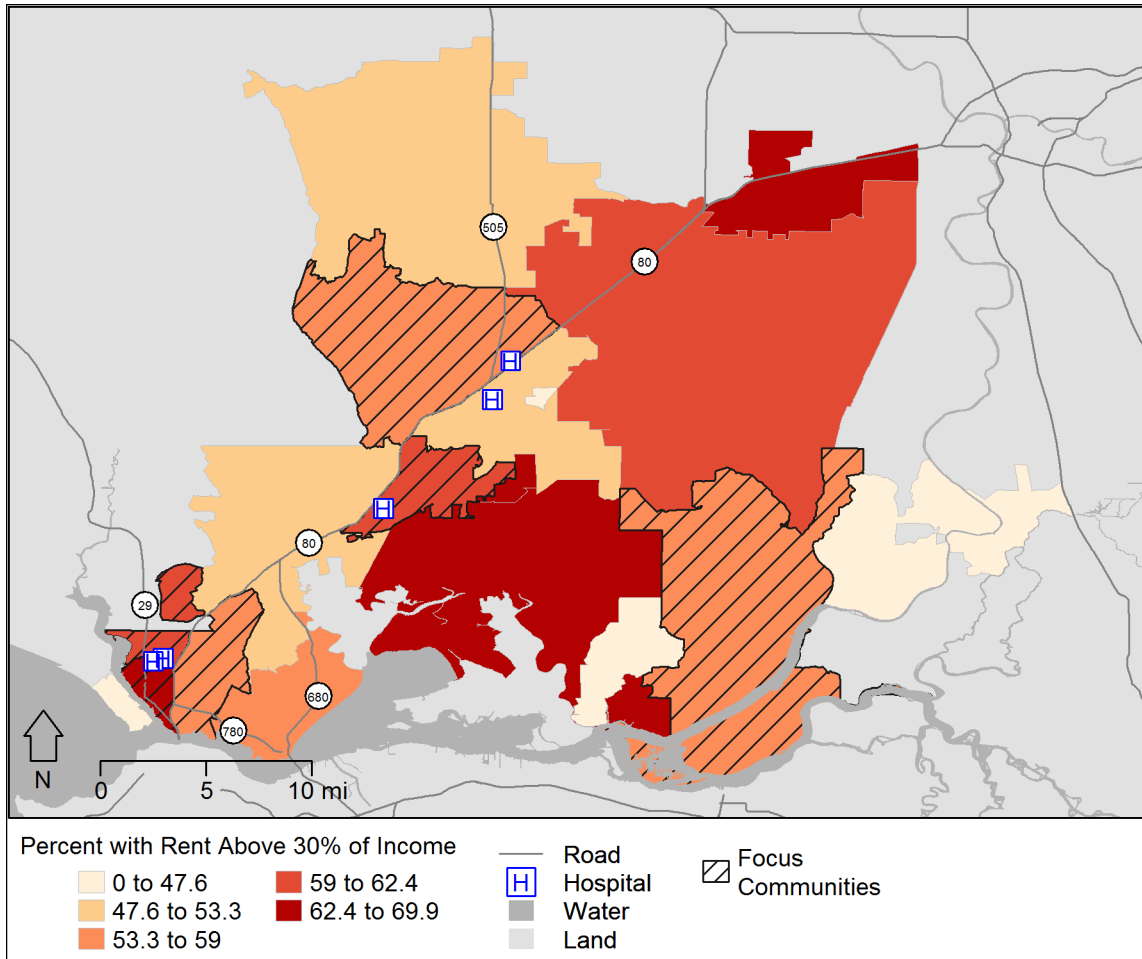 505
80
80
29
680
780
N
0 5 10 mi
Percent with Rent Above 30% of Income
0 to 47.6
47.6 to 53.3
53.3 to 59
59 to 62.4
62.4 to 69.9
Road
H Hospital
Water
Land
Focus
Communities
H
H
H
H
H